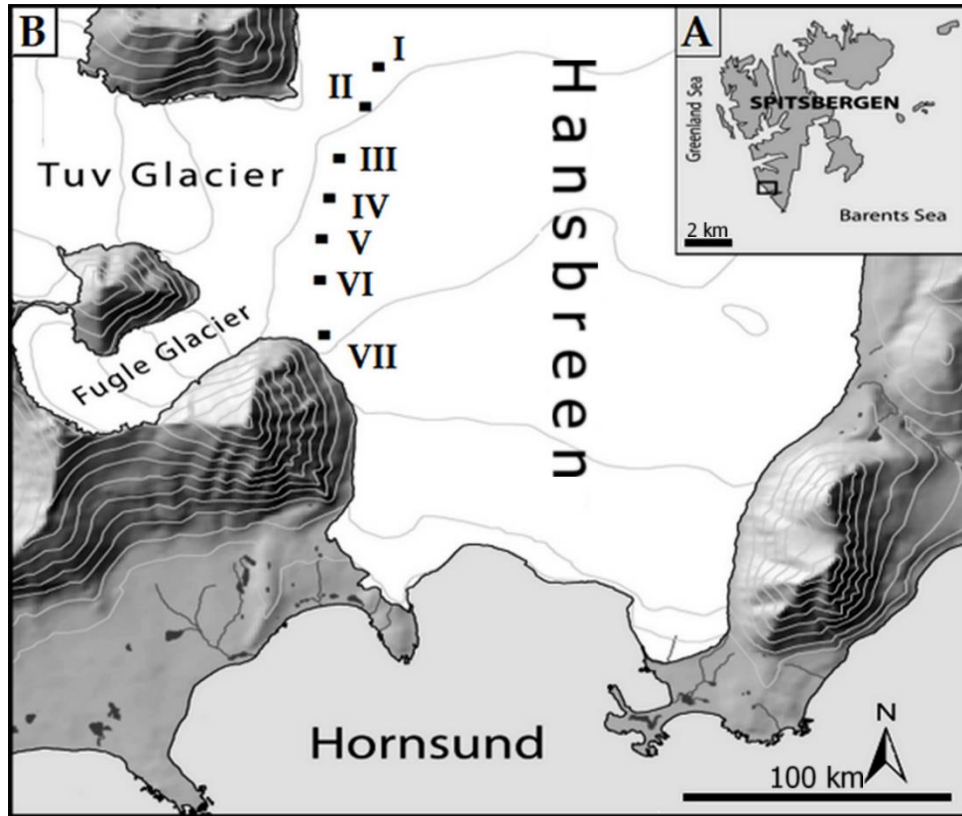 B
I
II
III
IV
V
VI
VII
Tuv Glacier
Fugle Glacier
Hansbreen
A
Greenland Sea
SPITSBERGEN
Barents Sea
2 km
Hornsund
N
100 km